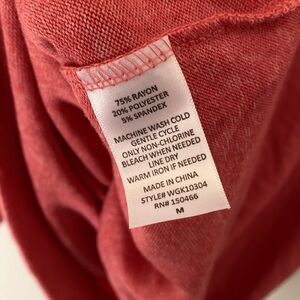 75% RAYON
20% POLYESTER
5% SPANDEX
MACHINE WASH COLD
GENTLE CYCLE
ONLY NON-CHLORINE
BLEACH WHEN NEEDED
LINE DRY
WARM IRON IF NEEDED
MADE IN CHINA
STYLE# WGK10304
RN# 150466
M